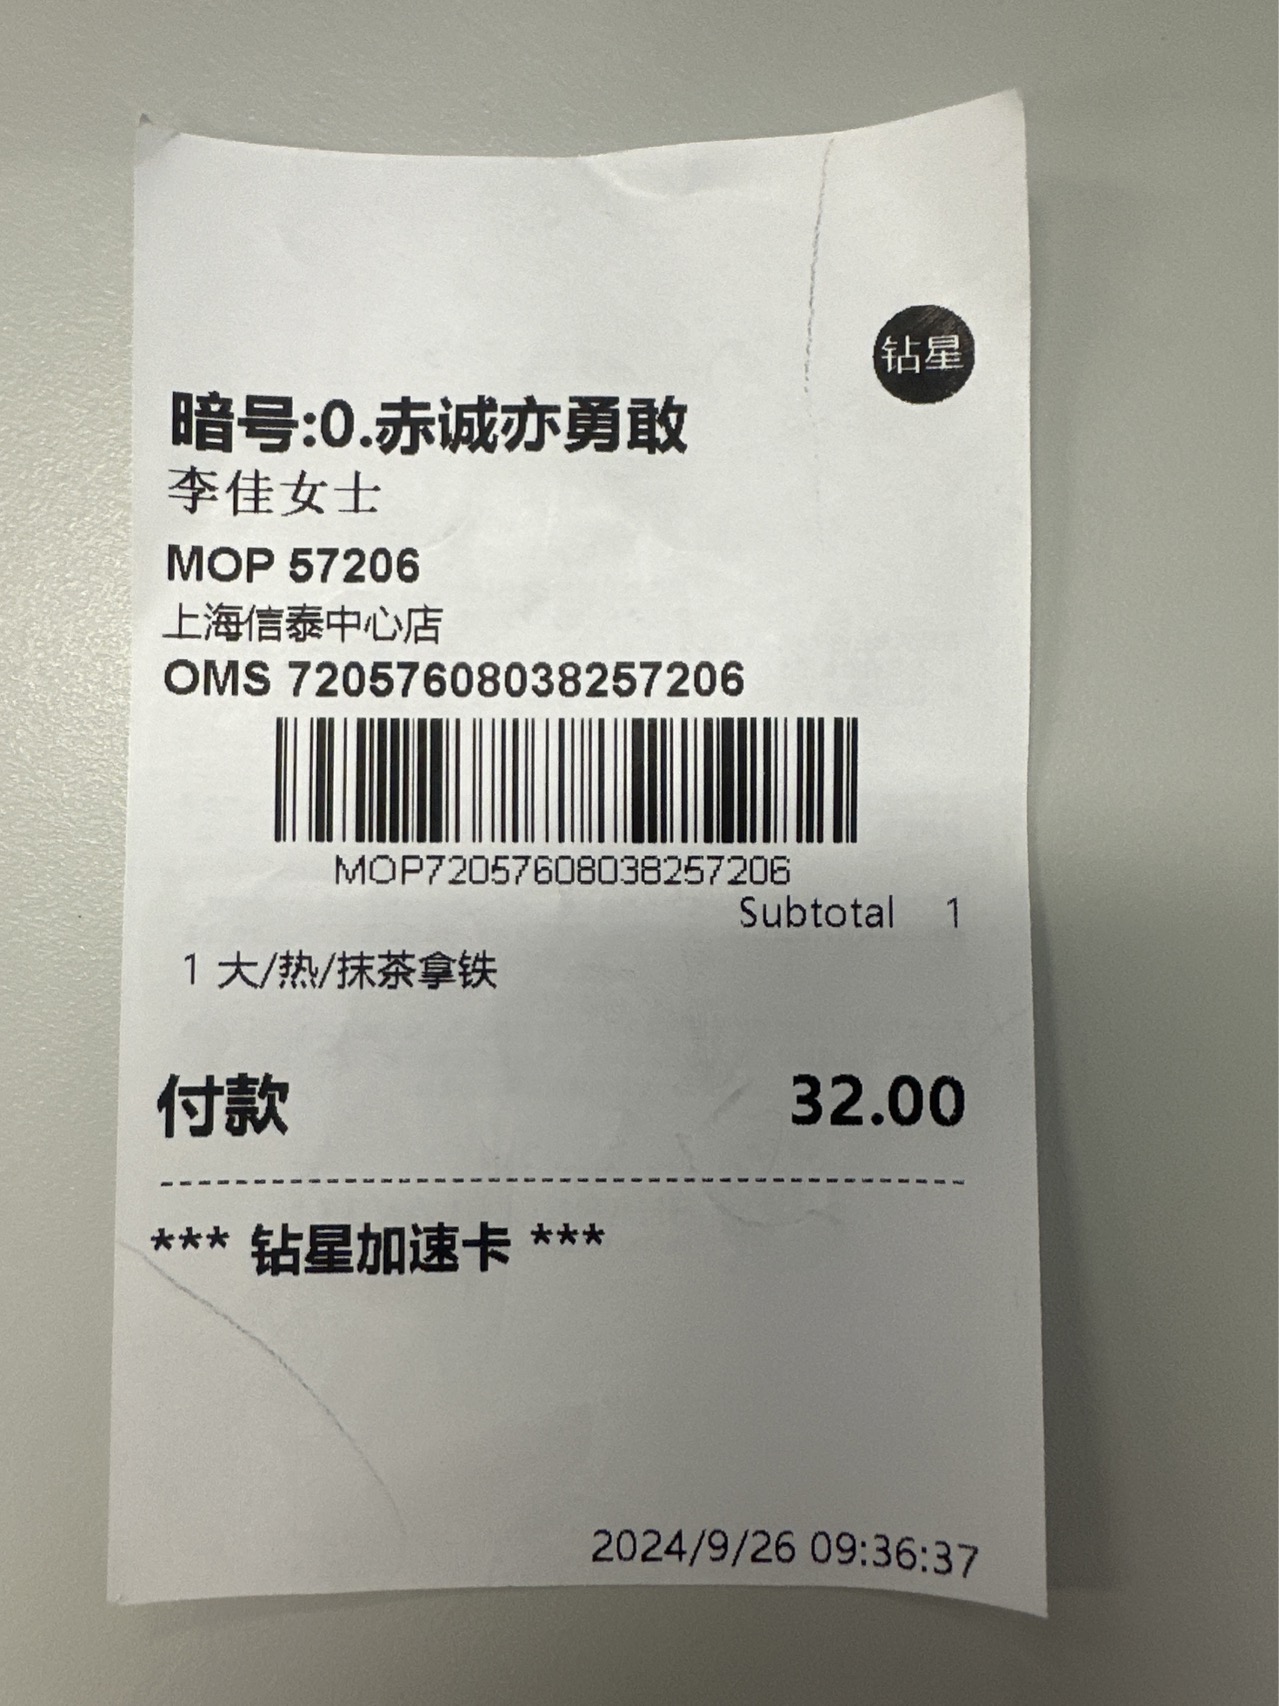 钻星
暗号:0.赤诚亦勇敢
李佳女士
MOP 57206
上海信泰中心店
OMS 72057608038257206
MOP72057608038257206
Subtotal 1
1 大/热/抹茶拿铁
付款 32.00
--------------------------------------------
*** 钻星加速卡 ***
2024/9/26 09:36:37